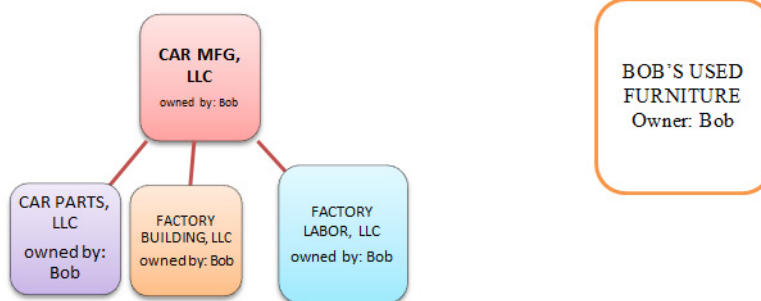 CAR MFG,
LLC
owned by: Bob
BOB’S USED
FURNITURE
Owner: Bob
CAR PARTS,
LLC
owned by:
Bob
FACTORY
BUILDING, LLC
owned by: Bob
FACTORY
LABOR, LLC
owned by: Bob